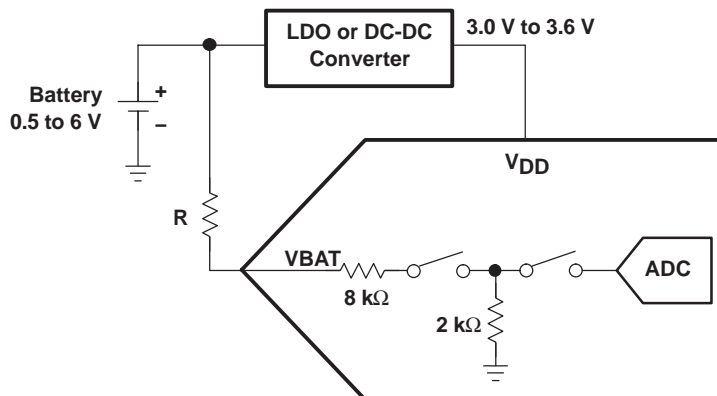 LDO or DC-DC
Converter
3.0 V to 3.6 V
Battery
0.5 to 6 V
+
–
VDD
R
VBAT
8 kΩ
2 kΩ
ADC